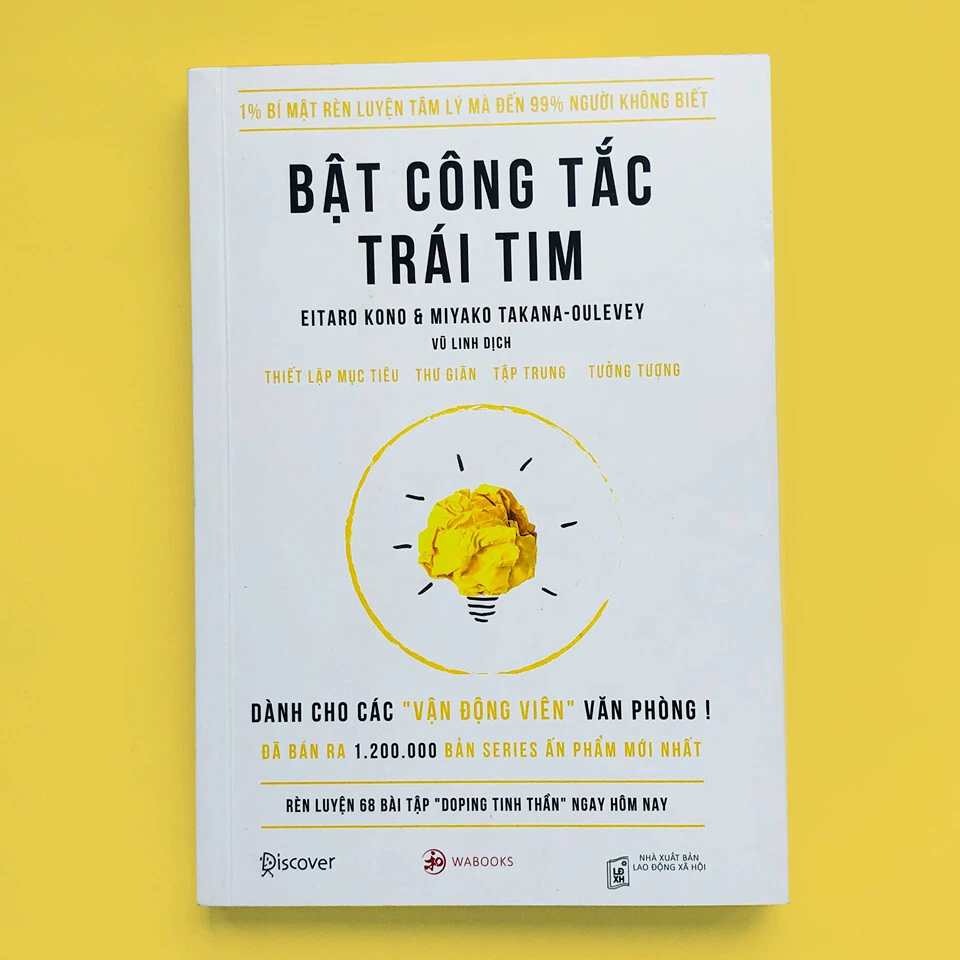 1% BÍ MẬT RÈN LUYỆN TÂM LÝ MÀ ĐẾN 99% NGƯỜI KHÔNG BIẾT
BẬT CÔNG TẮC
TRÁI TIM
EITARO KONO & MIYAKO TAKANA-OULEVEY
VŨ LINH DỊCH
THIẾT LẬP MỤC TIÊU THƯ GIÃN TẬP TRUNG TƯỞNG TƯỢNG
DÀNH CHO CÁC "VẬN ĐỘNG VIÊN" VĂN PHÒNG !
ĐÃ BÁN RA 1.200.000 BẢN SERIES ẤN PHẨM MỚI NHẤT
RÈN LUYỆN 68 BÀI TẬP "DOPING TINH THẦN" NGAY HÔM NAY
Discover
WABOOKS
LĐ
XH
NHÀ XUẤT BẢN
LAO ĐỘNG XÃ HỘI